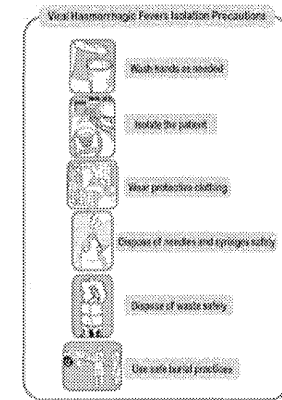 Viral Haemorrhagic Fevers Isolation Precautions
Wash hands as needed
Isolate the patient
Wear protective clothing
Dispose of needles and syringes safely
Dispose of waste safely
Use safe burial practices